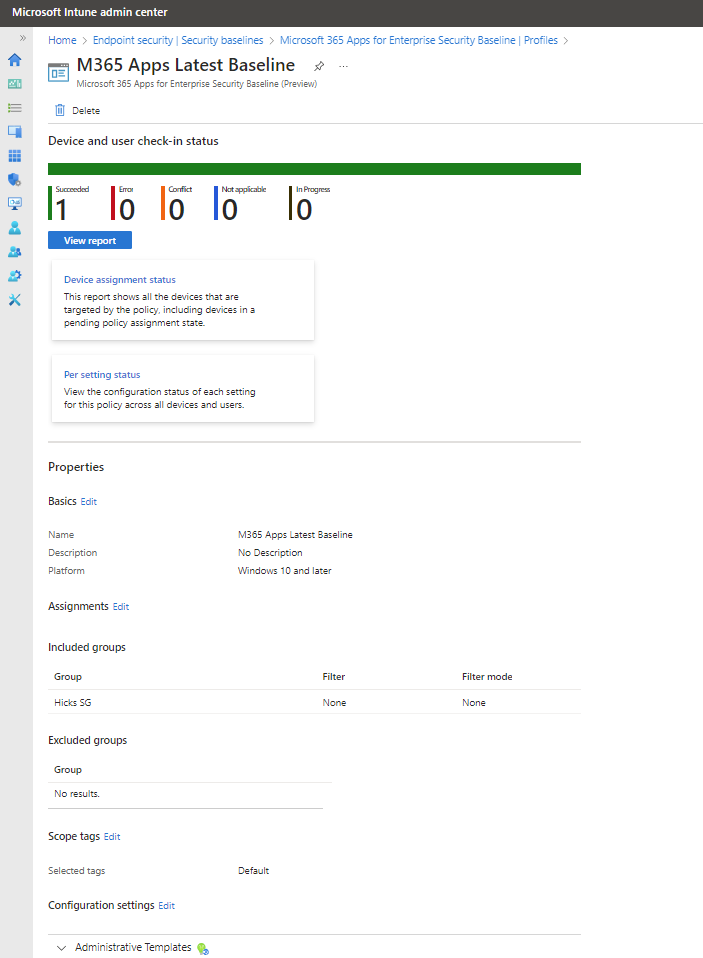 Microsoft Intune admin center
Home > Endpoint security | Security baselines > Microsoft 365 Apps for Enterprise Security Baseline | Profiles >
M365 Apps Latest Baseline
Microsoft 365 Apps for Enterprise Security Baseline (Preview)
Delete
Device and user check-in status
Succeeded Error Conflict Not applicable In Progress
1 0 0 0 0
View report
Device assignment status
This report shows all the devices that are
targeted by the policy, including devices in a
pending policy assignment state.
Per setting status
View the configuration status of each setting
for this policy across all devices and users.
Properties
Basics Edit
Name M365 Apps Latest Baseline
Description No Description
Platform Windows 10 and later
Assignments Edit
Included groups
Group Filter Filter mode
Hicks SG None None
Excluded groups
Group
No results.
Scope tags Edit
Selected tags Default
Configuration settings Edit
Administrative Templates